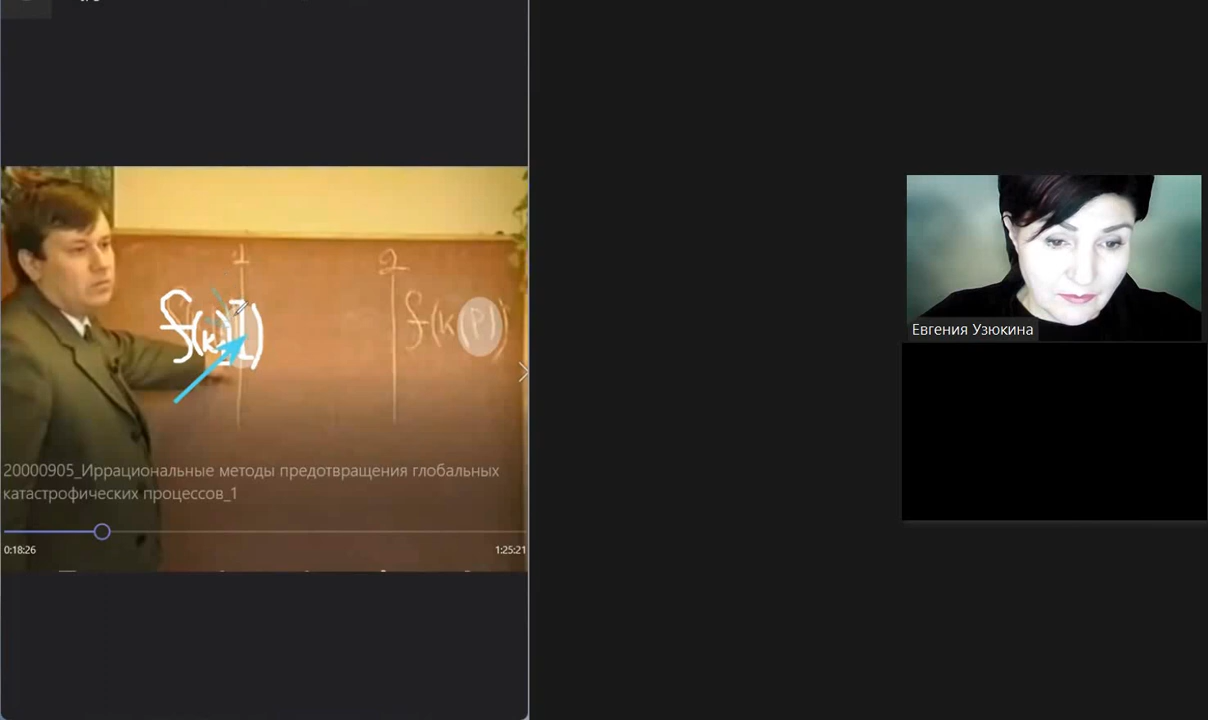 1
2
f(k)
f(k(p))
20000905_Иррациональные методы предотвращения глобальных
катастрофических процессов_1
0:18:26
1:25:21
Евгения Узюкина